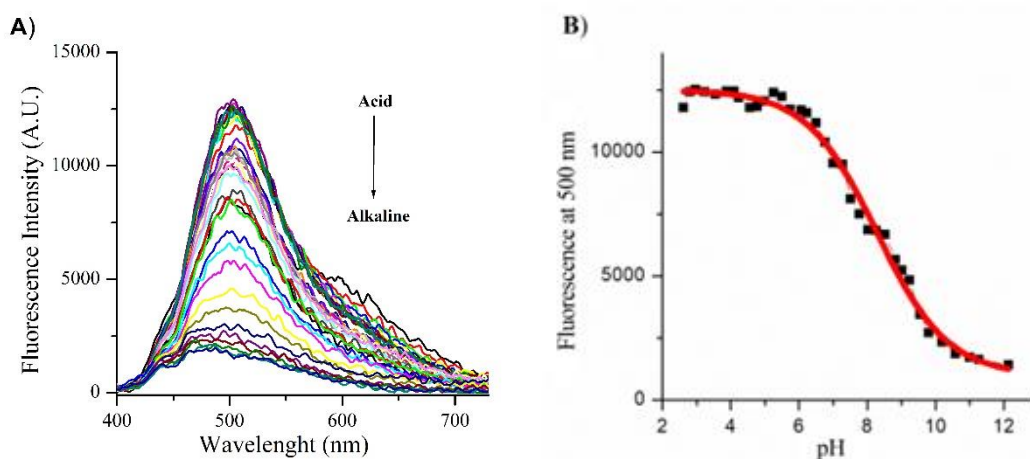 A)
Fluorescence Intensity (A.U.)
15000
10000
5000
0
400
500
600
700
Wavelenght (nm)
Acid
Alkaline
B)
Fluorescence at 500 nm
10000
5000
0
2
4
6
8
10
12
pH